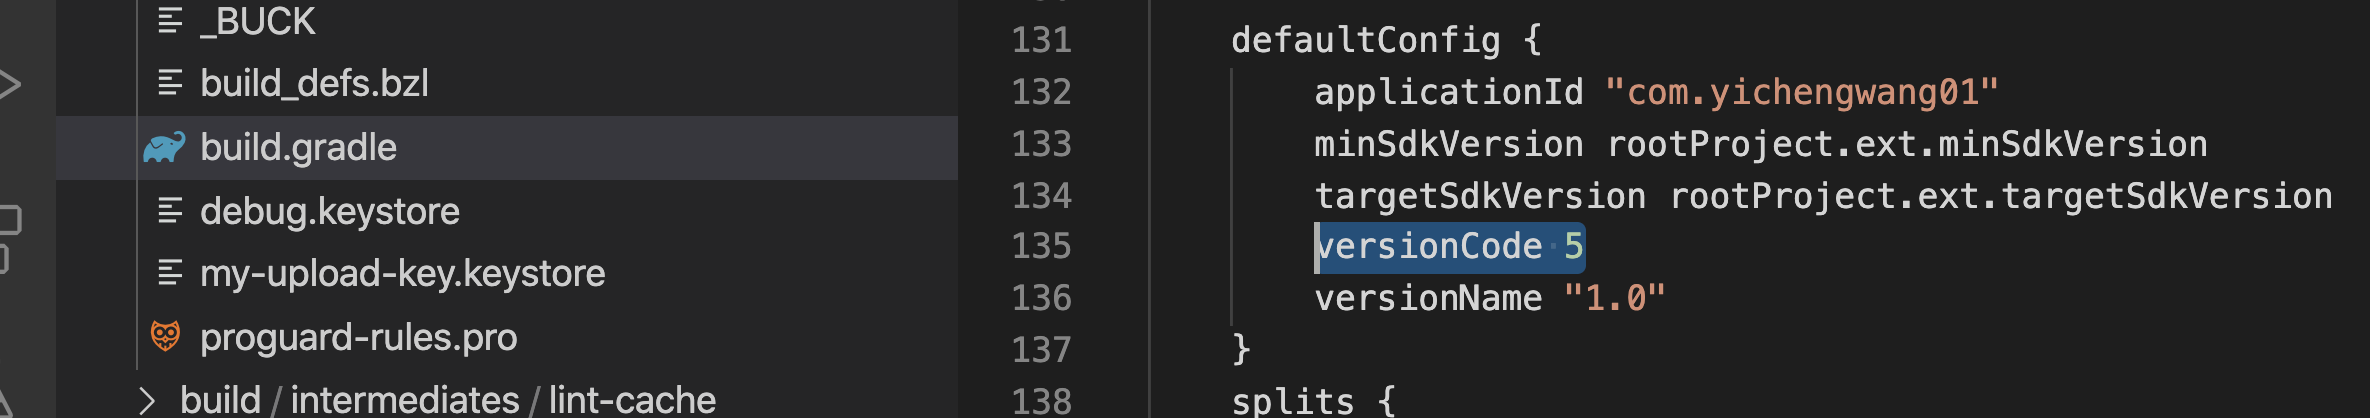 _BUCK
build_defs.bzl
build.gradle
debug.keystore
my-upload-key.keystore
proguard-rules.pro
build / intermediates / lint-cache
131 defaultConfig {
132 applicationId "com.yichengwang01"
133 minSdkVersion rootProject.ext.minSdkVersion
134 targetSdkVersion rootProject.ext.targetSdkVersion
135 versionCode 5
136 versionName "1.0"
137 }
138 splits {